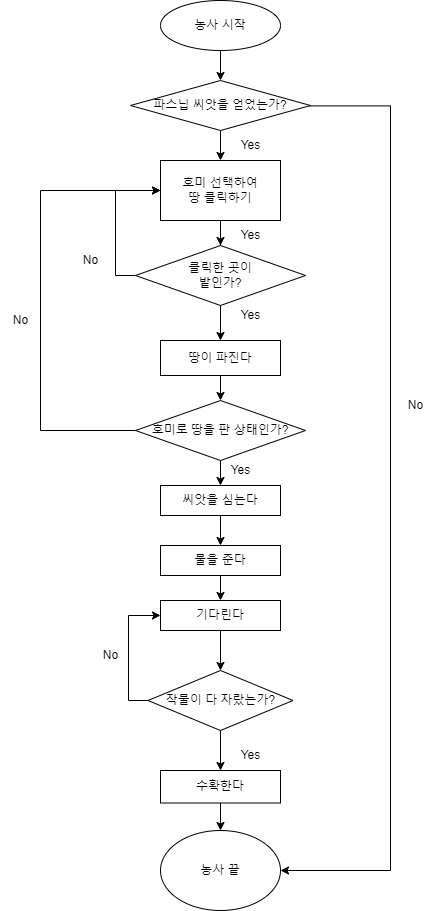 농사 시작
파스닙 씨앗을 얻었는가?
Yes
호미 선택하여
땅 클릭하기
Yes
No
클릭한 곳이
밭인가?
No
Yes
땅이 파진다
No
호미로 땅을 판 상태인가?
Yes
씨앗을 심는다
물을 준다
기다린다
No
작물이 다 자랐는가?
Yes
수확한다
농사 끝